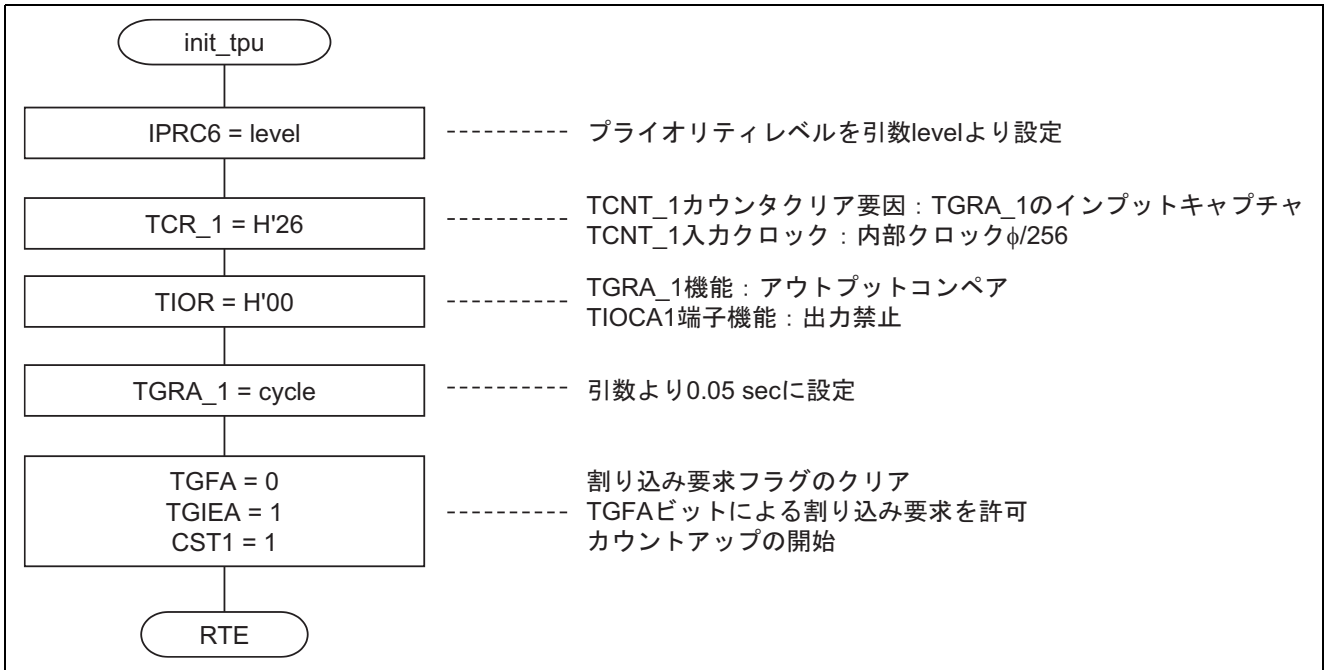 init_tpu
IPRC6 = level
プライオリティレベルを引数levelより設定
TCR_1 = H'26
TCNT_1カウンタクリア要因：TGRA_1のインプットキャプチャ
TCNT_1入力クロック：内部クロックϕ/256
TIOR = H'00
TGRA_1機能：アウトプットコンペア
TIOCA1端子機能：出力禁止
TGRA_1 = cycle
引数より0.05 secに設定
TGFA = 0
TGIEA = 1
CST1 = 1
割り込み要求フラグのクリア
TGFAビットによる割り込み要求を許可
カウントアップの開始
RTE